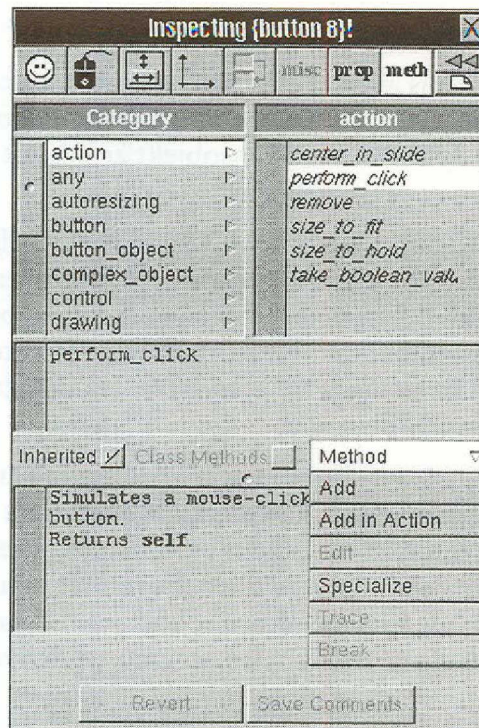 Inspecting {button 8}!
misc prop meth
Category
action
action
any
autoresizing
button
button_object
complex_object
control
drawing
center_in_slide
perform_click
remove
size_to_fit
size_to_hold
take_boolean_valu
perform_click
Inherited Class Methods
Method
Add
Add in Action
Edit
Specialize
Trace
Break
Simulates a mouse-click
button.
Returns self.
Revert Save Comments